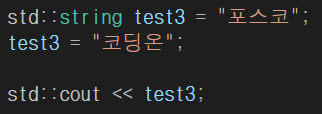 std::string test3 = "포스코";
test3 = "코딩온";
std::cout << test3;